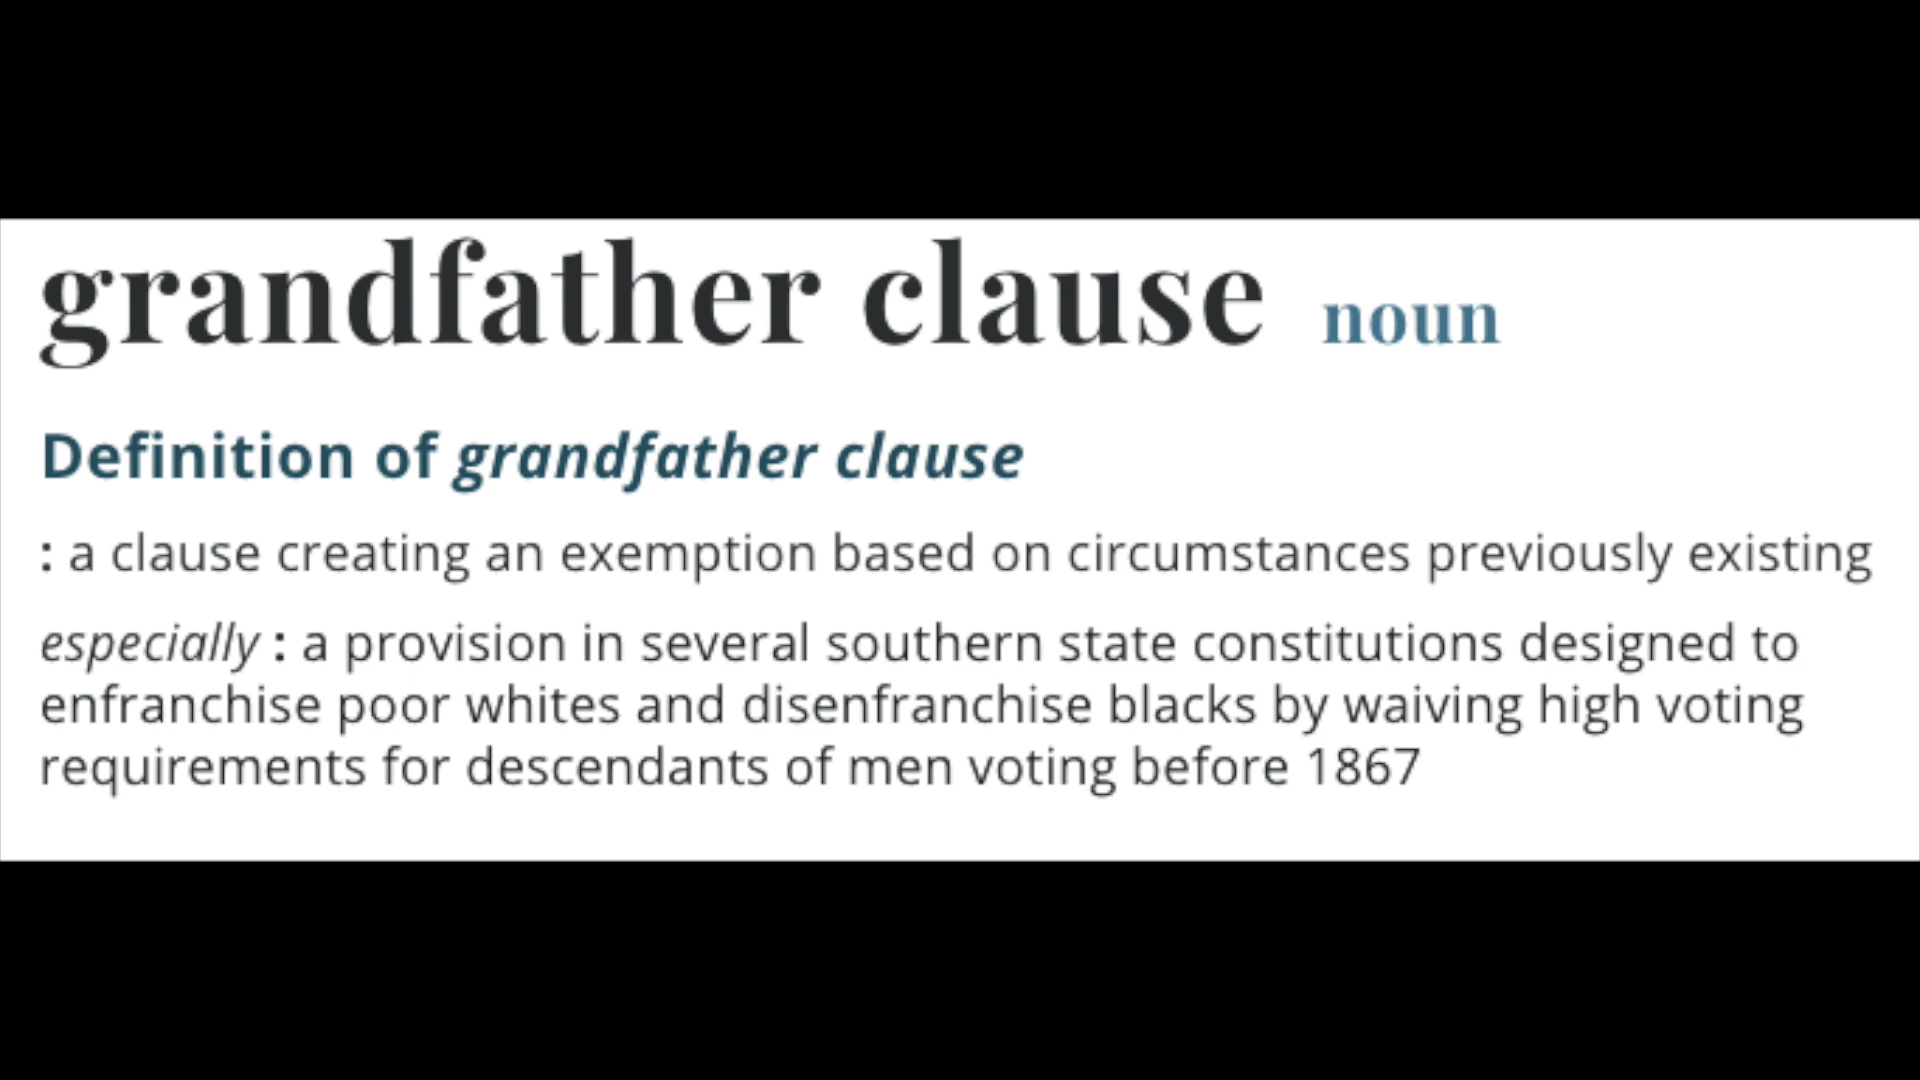 grandfather clause noun
Definition of grandfather clause
: a clause creating an exemption based on circumstances previously existing
especially : a provision in several southern state constitutions designed to
enfranchise poor whites and disenfranchise blacks by waiving high voting
requirements for descendants of men voting before 1867